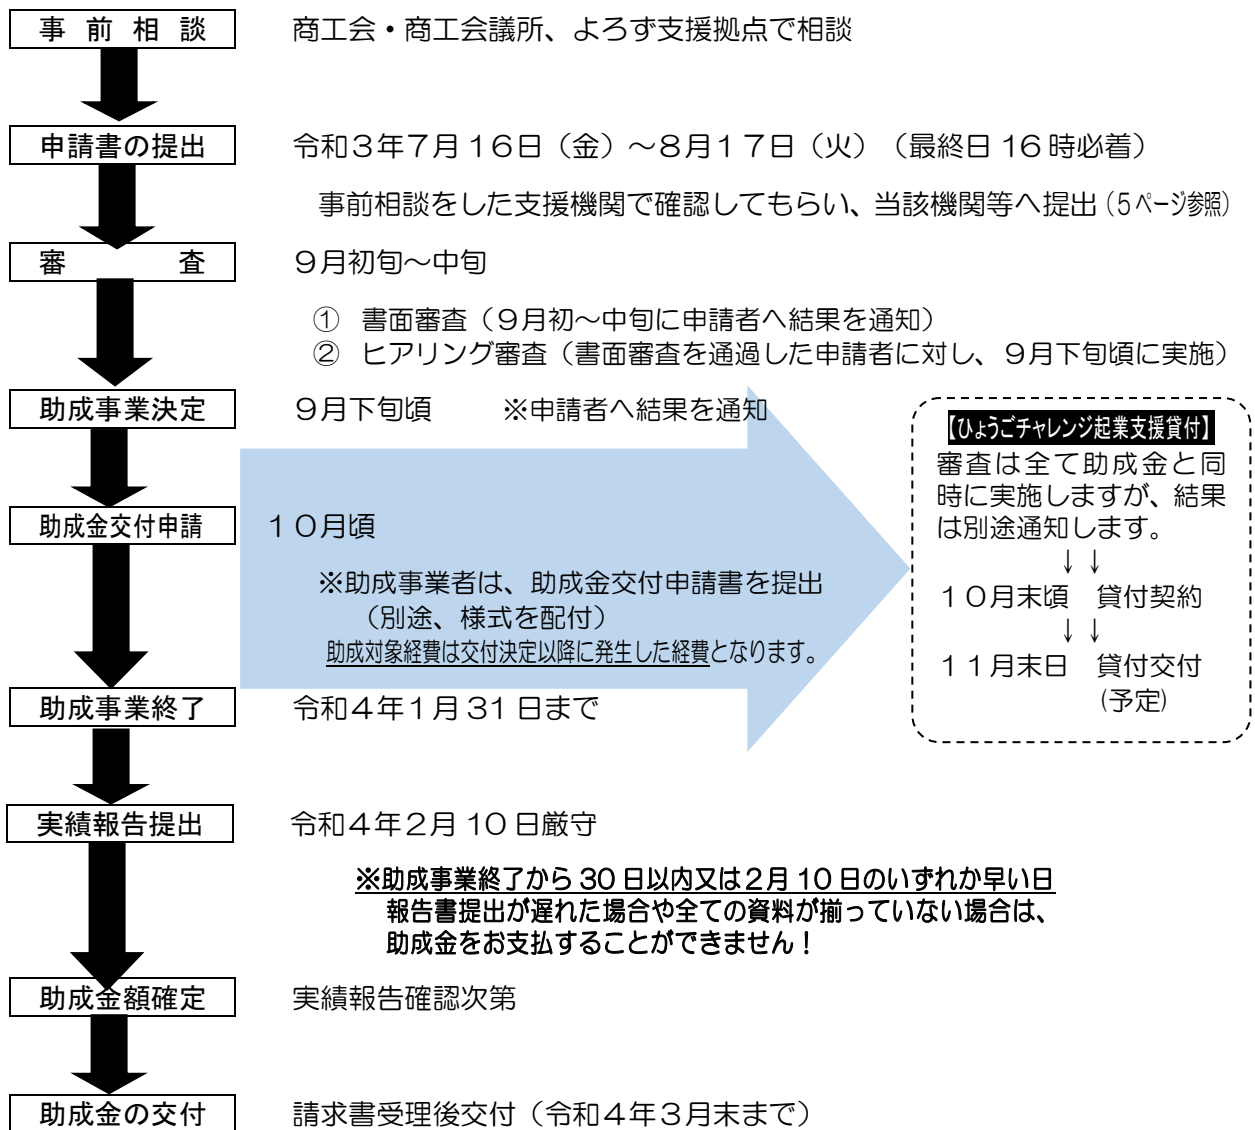 事前相談　商工会・商工会議所、よろず支援拠点で相談
申請書の提出　令和３年７月16日（金）～８月１７日（火）（最終日16時必着）
事前相談をした支援機関で確認してもらい、当該機関等へ提出（5ページ参照）
審査　９月初旬～中旬
① 書面審査（９月初～中旬に申請者へ結果を通知）
② ヒアリング審査（書面審査を通過した申請者に対し、９月下旬頃に実施）
助成事業決定　９月下旬頃　※申請者へ結果を通知
助成金交付申請　１０月頃
※助成事業者は、助成金交付申請書を提出
（別途、様式を配付）
助成対象経費は交付決定以降に発生した経費となります。
【ひょうごチャレンジ起業支援貸付】
審査は全て助成金と同
時に実施しますが、結果
は別途通知します。
↓↓
１０月末頃　貸付契約
↓↓
１１月末日　貸付交付
(予定)
助成事業終了　令和４年１月31日まで
実績報告提出　令和４年２月10日厳守
※助成事業終了から30日以内又は２月10日のいずれか早い日
報告書提出が遅れた場合や全ての資料が揃っていない場合は、
助成金をお支払することができません！
助成金額確定　実績報告確認次第
助成金の交付　請求書受理後交付（令和４年３月末まで）